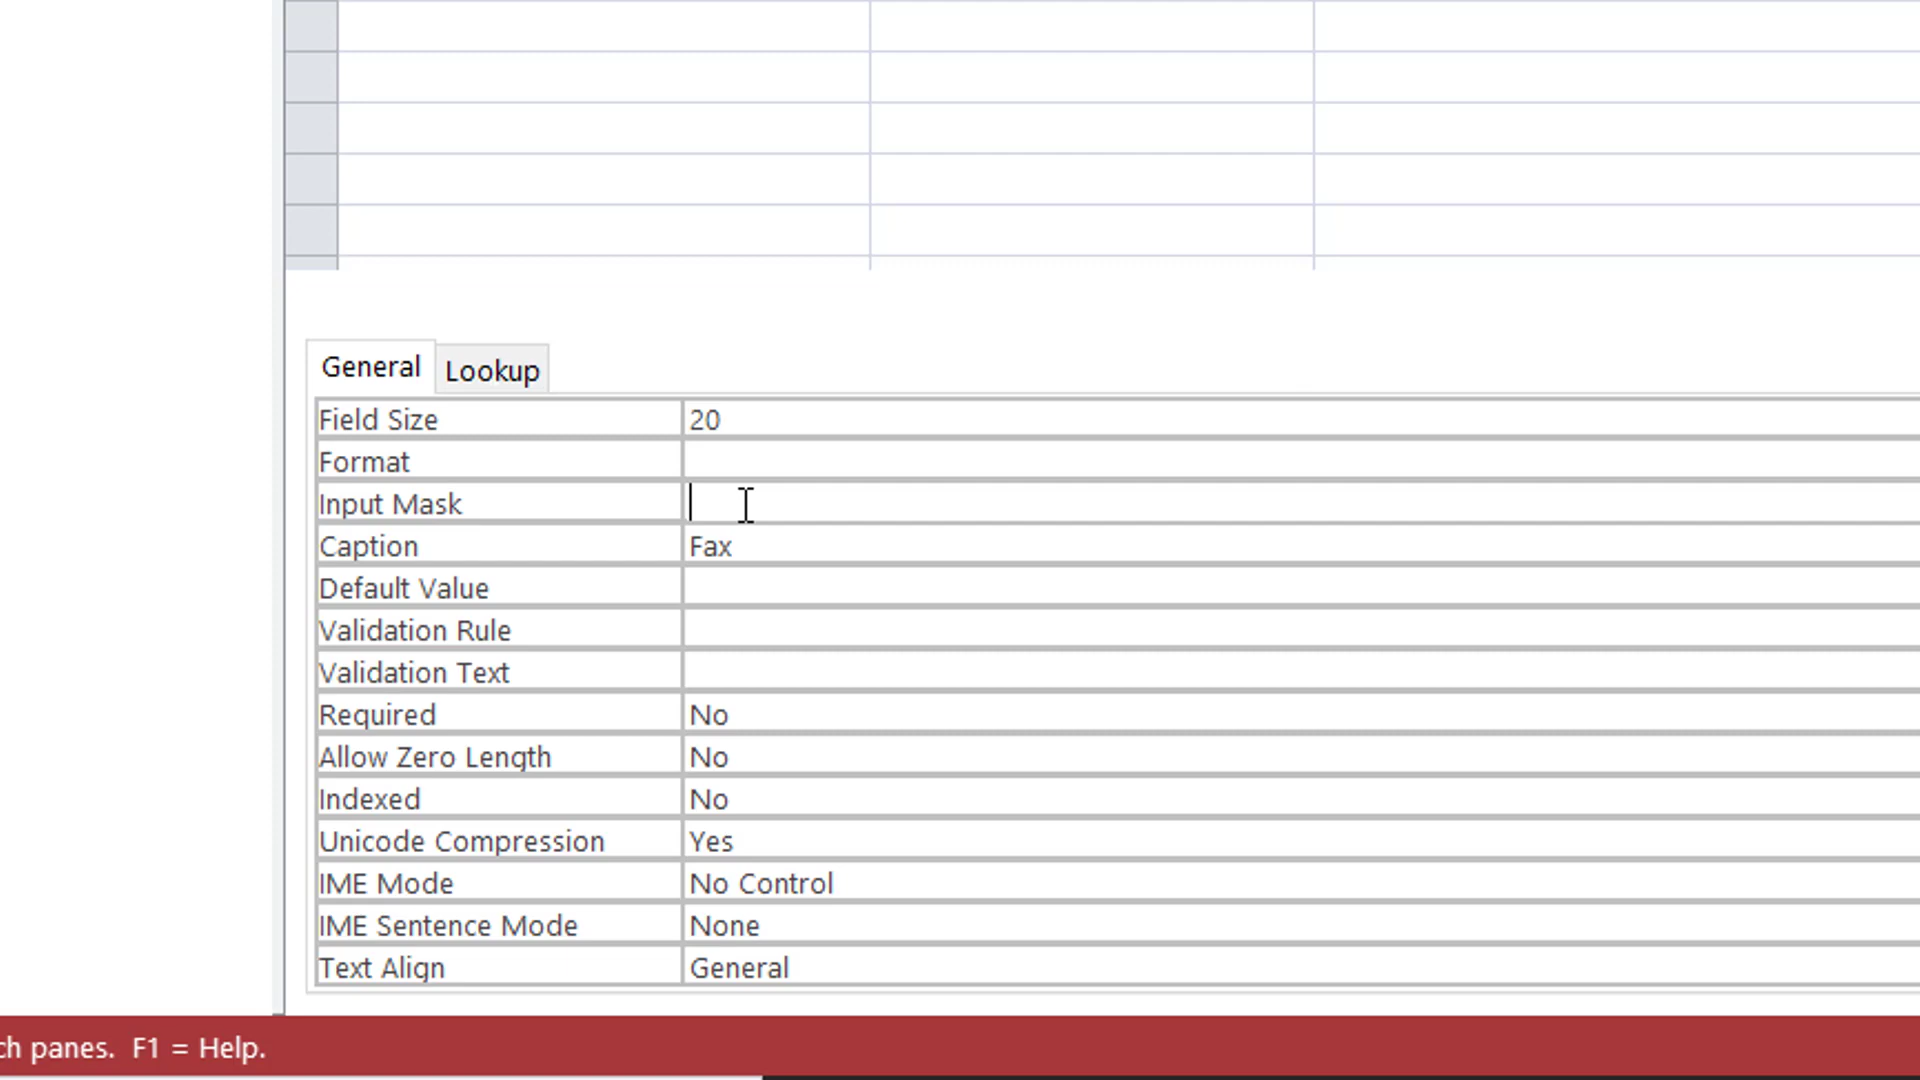 General Lookup
Field Size 20
Format
Input Mask
Caption Fax
Default Value
Validation Rule
Validation Text
Required No
Allow Zero Length No
Indexed No
Unicode Compression Yes
IME Mode No Control
IME Sentence Mode None
Text Align General
ch panes. F1 = Help.